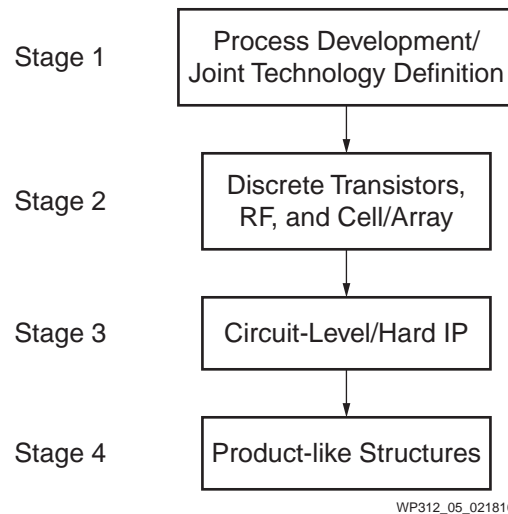 Stage 1
Process Development/
Joint Technology Definition
Stage 2
Discrete Transistors,
RF, and Cell/Array
Stage 3
Circuit-Level/Hard IP
Stage 4
Product-like Structures
WP312_05_021810